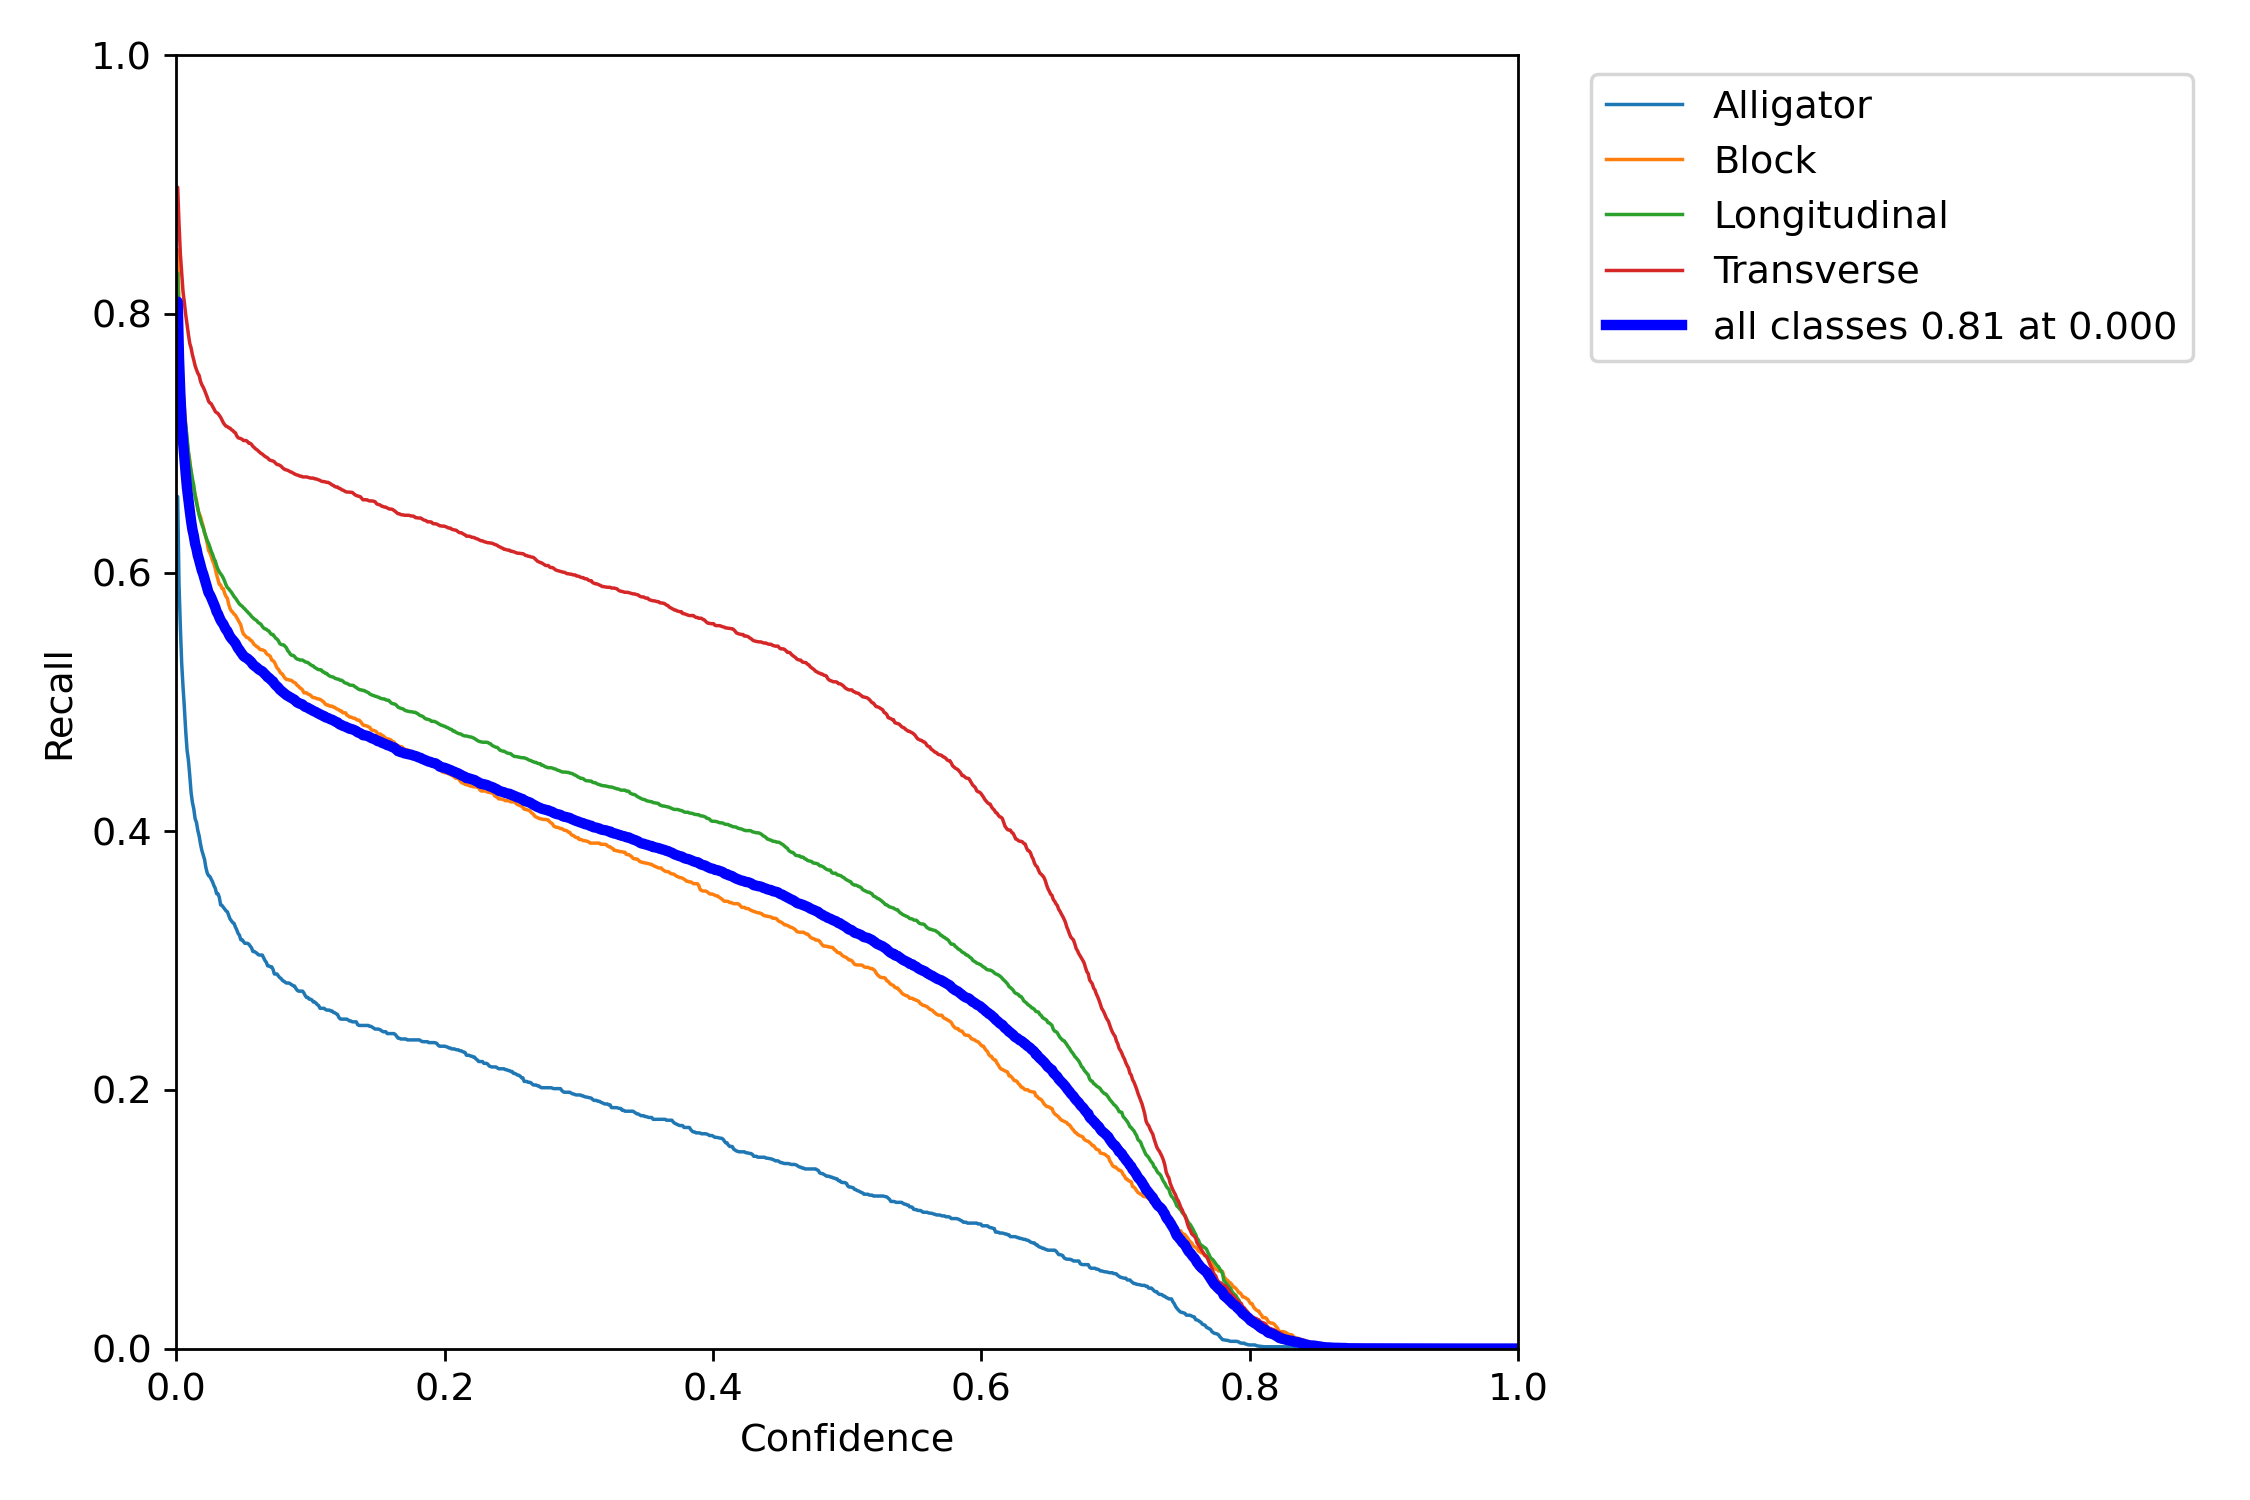 1.0
0.8
0.6
0.4
0.2
0.0
Recall
0.0 0.2 0.4 0.6 0.8 1.0
Confidence
Alligator
Block
Longitudinal
Transverse
all classes 0.81 at 0.000